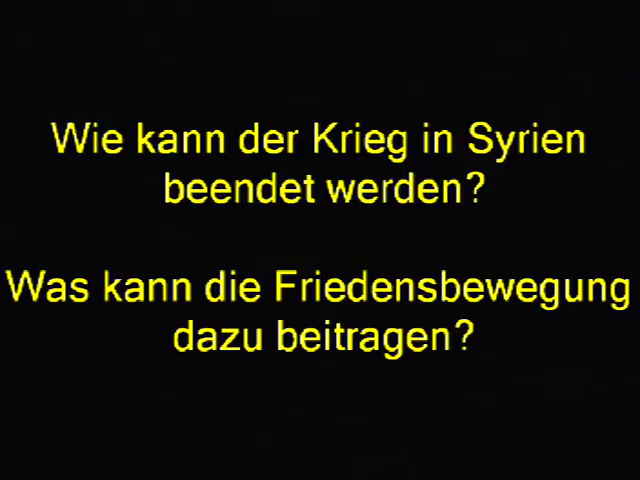 Wie kann der Krieg in Syrien
beendet werden?
Was kann die Friedensbewegung
dazu beitragen?